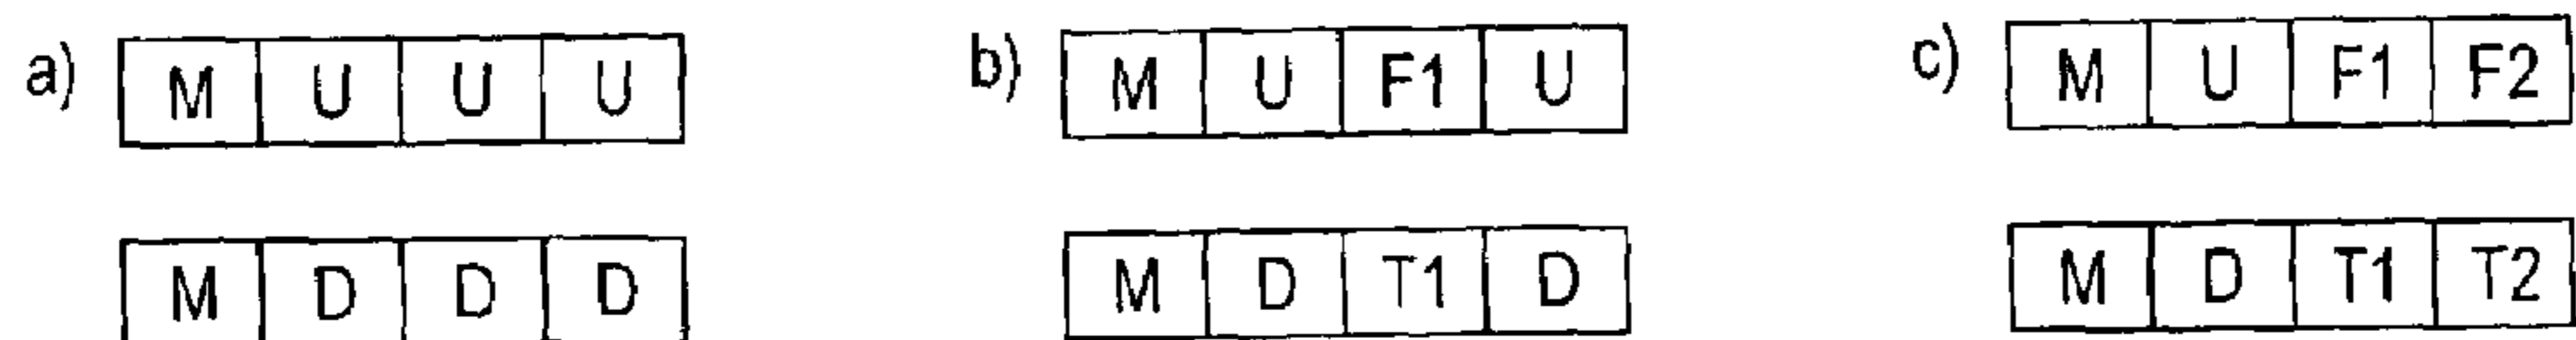 a) M U U U b) M U F1 U c) M U F1 F2
M D D D M D T1 D M D T1 T2